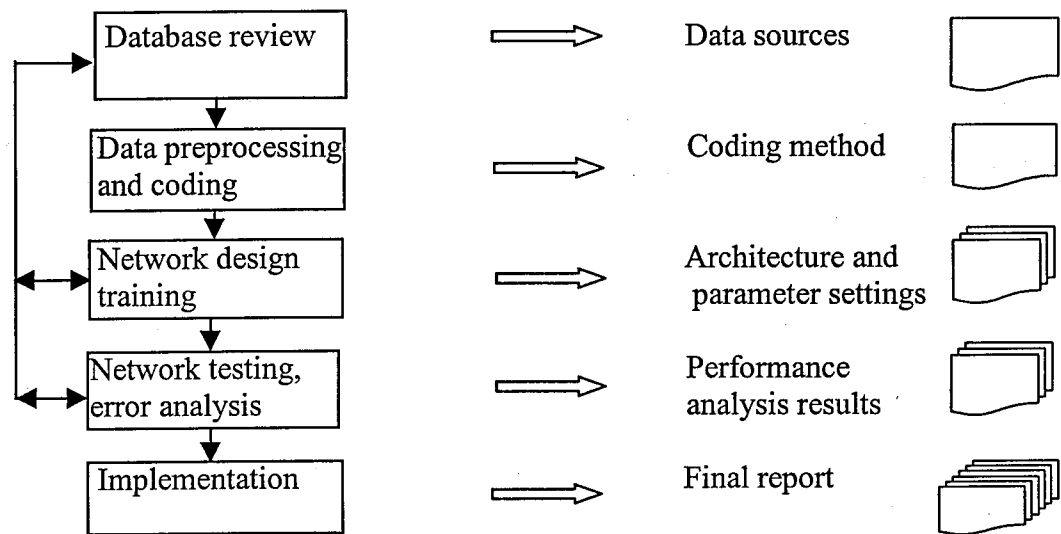 Database review
Data sources
Data preprocessing
and coding
Coding method
Network design
training
Architecture and
parameter settings
Network testing,
error analysis
Performance
analysis results
Implementation
Final report